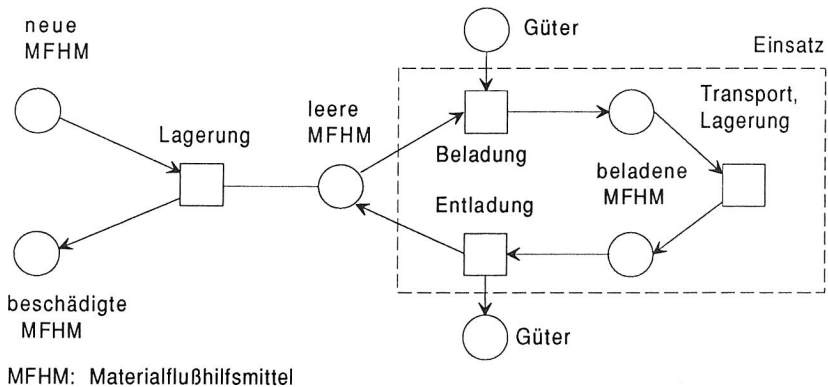 neue
MFHM
Güter
Einsatz
Transport,
Lagerung
Lagerung
leere
MFHM
Beladung
beladene
MFHM
Entladung
beschädigte
MFHM
Güter
MFHM: Materialflußhilfsmittel